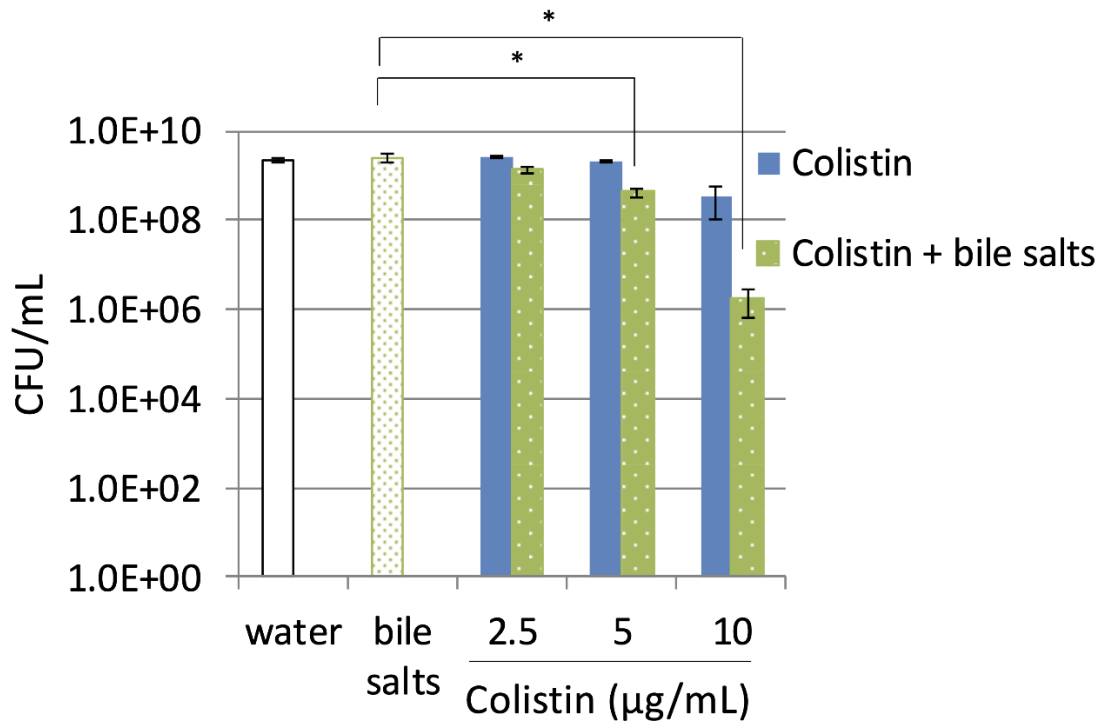 *
*
1.0E+10
1.0E+08
1.0E+06
1.0E+04
1.0E+02
1.0E+00
CFU/mL
Colistin
Colistin + bile salts
water
bile
salts
2.5
5
10
Colistin (μg/mL)